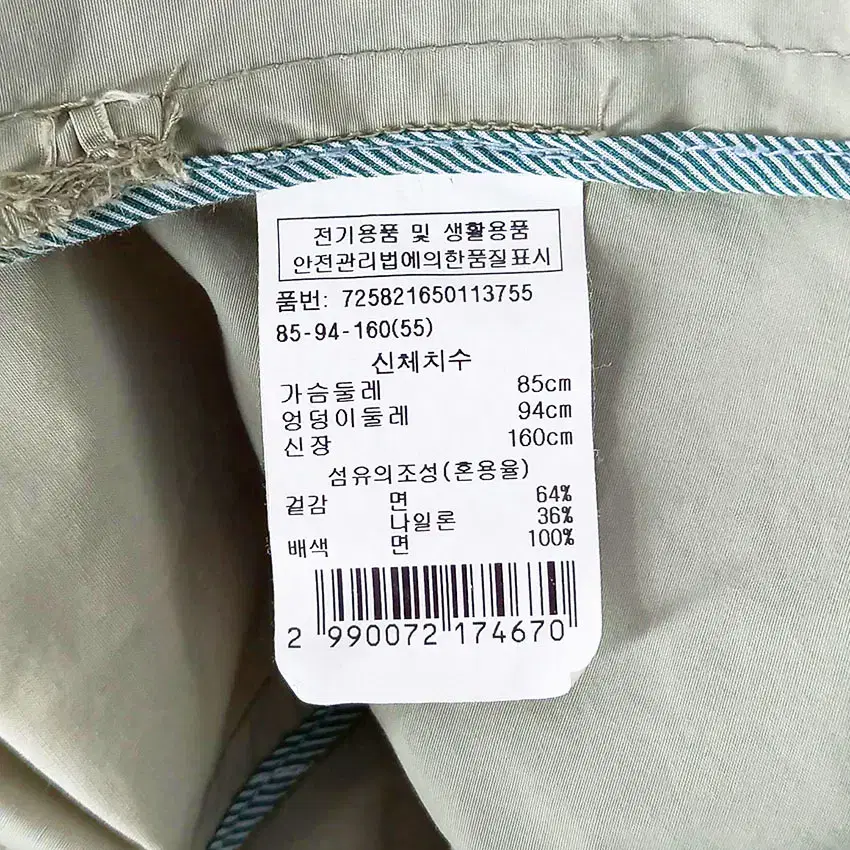 전기용품 및 생활용품
안전관리법에의한품질표시
품번: 725821650113755
85-94-160(55)
신체치수
가슴둘레 85cm
엉덩이둘레 94cm
신장 160cm
섬유의조성(혼용율)
겉감 면 64%
나일론 36%
배색 면 100%
2 990072 174670